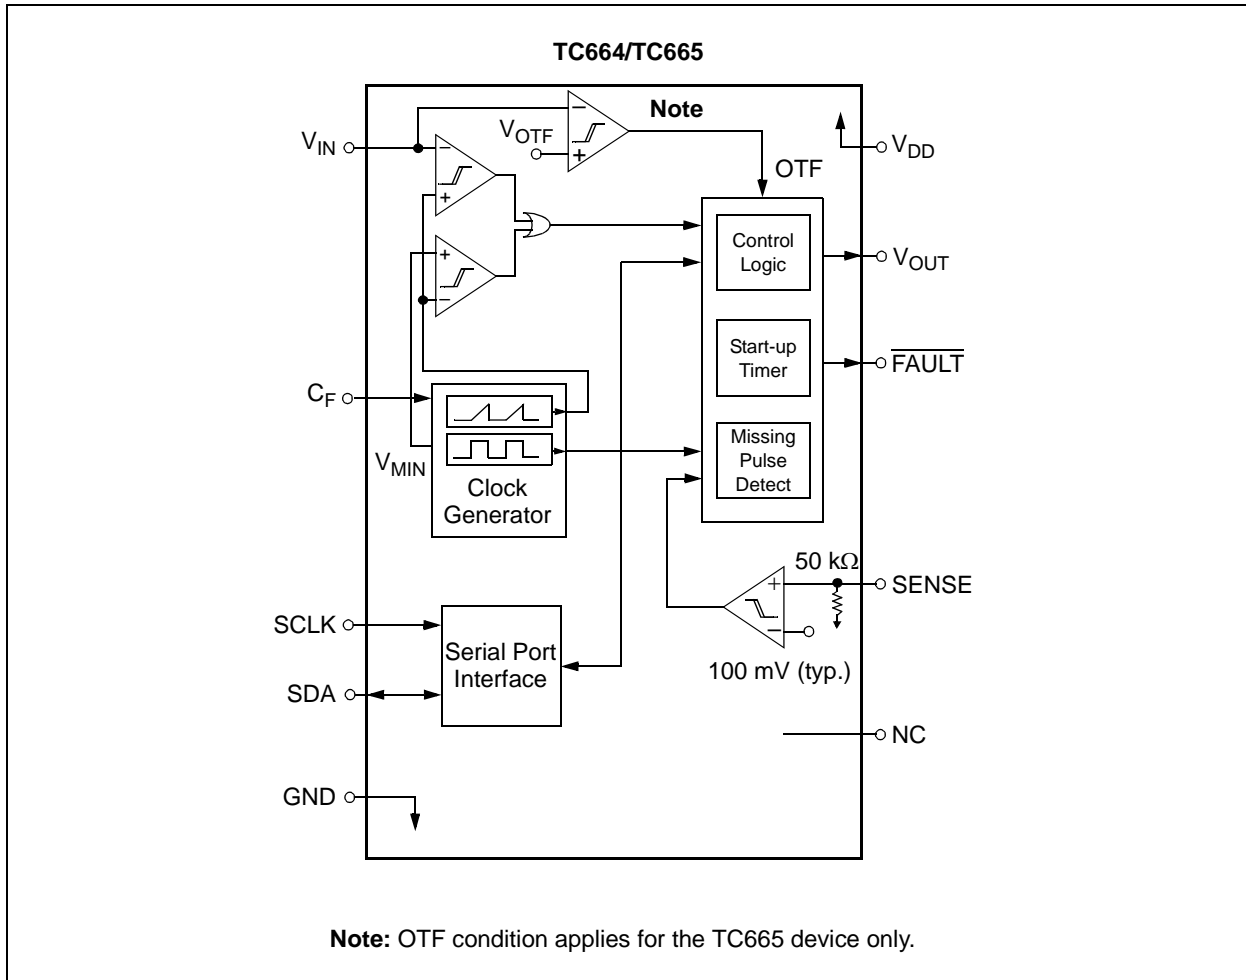 TC664/TC665
Note
VIN
VOTF
VDD
OTF
Control
Logic
VOUT
Start-up
Timer
FAULT
CF
Missing
Pulse
Detect
VMIN
Clock
Generator
50 kΩ
SENSE
SCLK
Serial Port
Interface
100 mV (typ.)
SDA
NC
GND
Note: OTF condition applies for the TC665 device only.